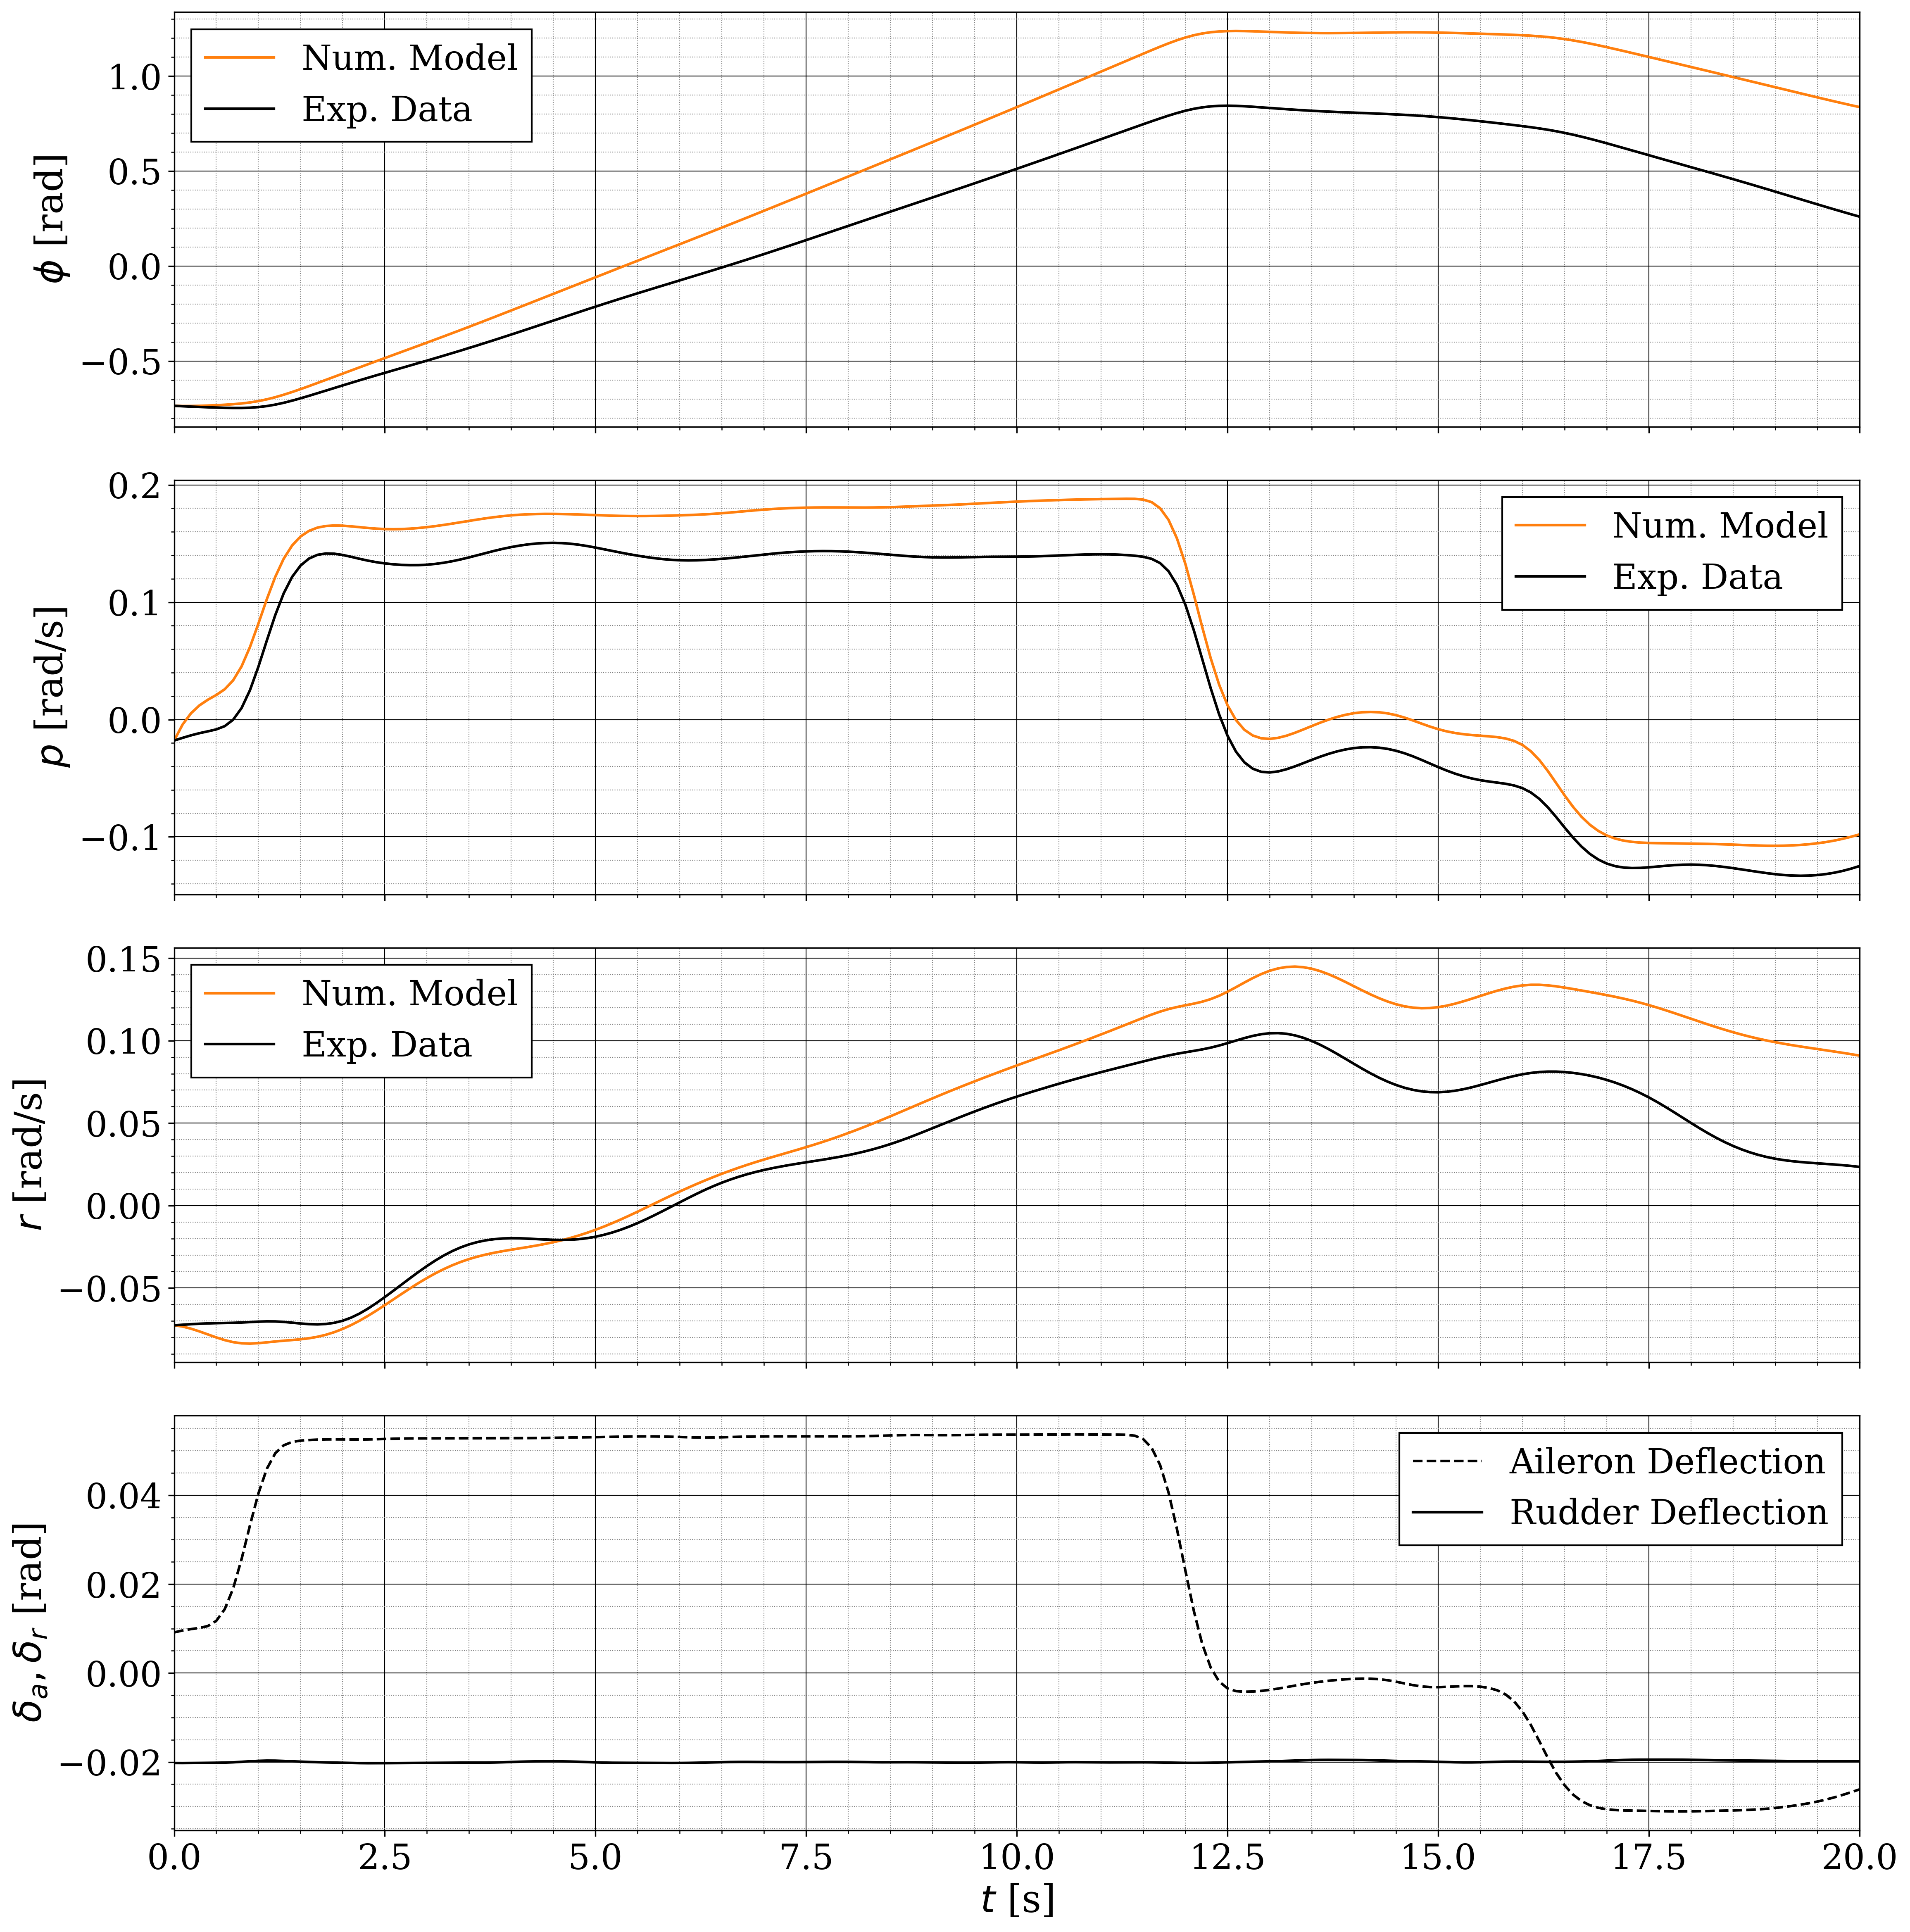 Num. Model
Exp. Data
1.0
0.5
0.0
−0.5
ϕ [rad]
Num. Model
Exp. Data
0.2
0.1
0.0
−0.1
p [rad/s]
Num. Model
Exp. Data
0.15
0.10
0.05
0.00
−0.05
r [rad/s]
Aileron Deflection
Rudder Deflection
0.04
0.02
0.00
−0.02
δₐ, δᵣ [rad]
0.0 2.5 5.0 7.5 10.0 12.5 15.0 17.5 20.0
t [s]